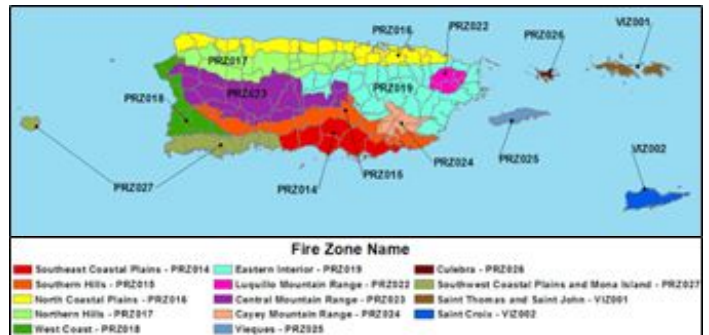 PRZ016
PRZ022
VIZ001
PRZ026
PRZ017
PRZ023
PRZ019
PRZ018
VIZ002
PRZ025
PRZ024
PRZ027
PRZ014
PRZ015
Fire Zone Name
Southeast Coastal Plains - PRZ014
Eastern Interior - PRZ019
Culebra - PRZ026
Southern Hills - PRZ015
Luquillo Mountain Range - PRZ022
Southwest Coastal Plains and Mona Island - PRZ027
North Coastal Plains - PRZ016
Central Mountain Range - PRZ023
Saint Thomas and Saint John - VIZ001
Northern Hills - PRZ017
Cayey Mountain Range - PRZ024
Saint Croix - VIZ002
West Coast - PRZ018
Vieques - PRZ025